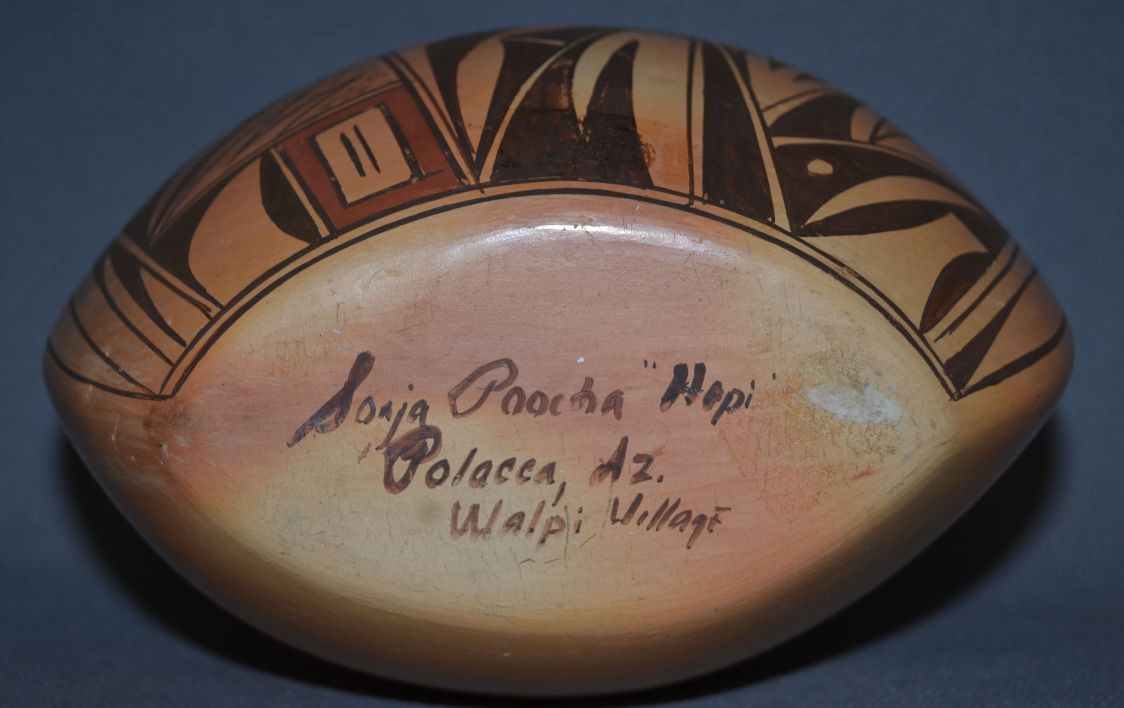 Sonja Poocha "Hopi"
Polacca, Az.
Walpi Village